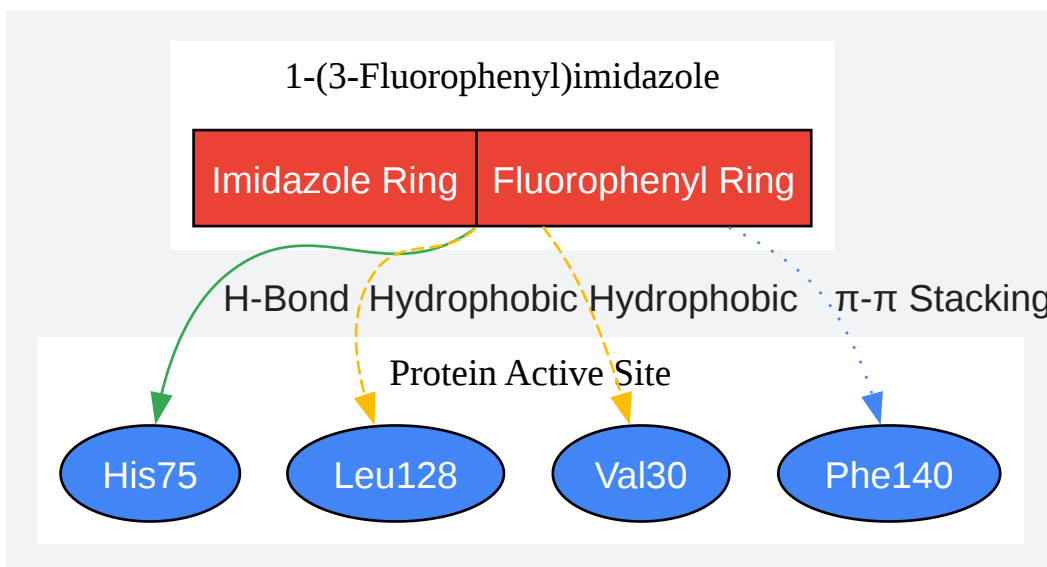 1-(3-Fluorophenyl)imidazole
Imidazole Ring Fluorophenyl Ring
H-Bond Hydrophobic Hydrophobic π-π Stacking
Protein Active Site
His75 Leu128 Val30 Phe140